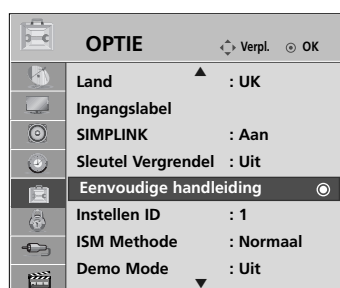 OPTIE Verpl. OK
Land : UK
Ingangslabel
SIMPLINK : Aan
Sleutel Vergrendel : Uit
Eenvoudige handleiding
Instellen ID : 1
ISM Methode : Normaal
Demo Mode : Uit